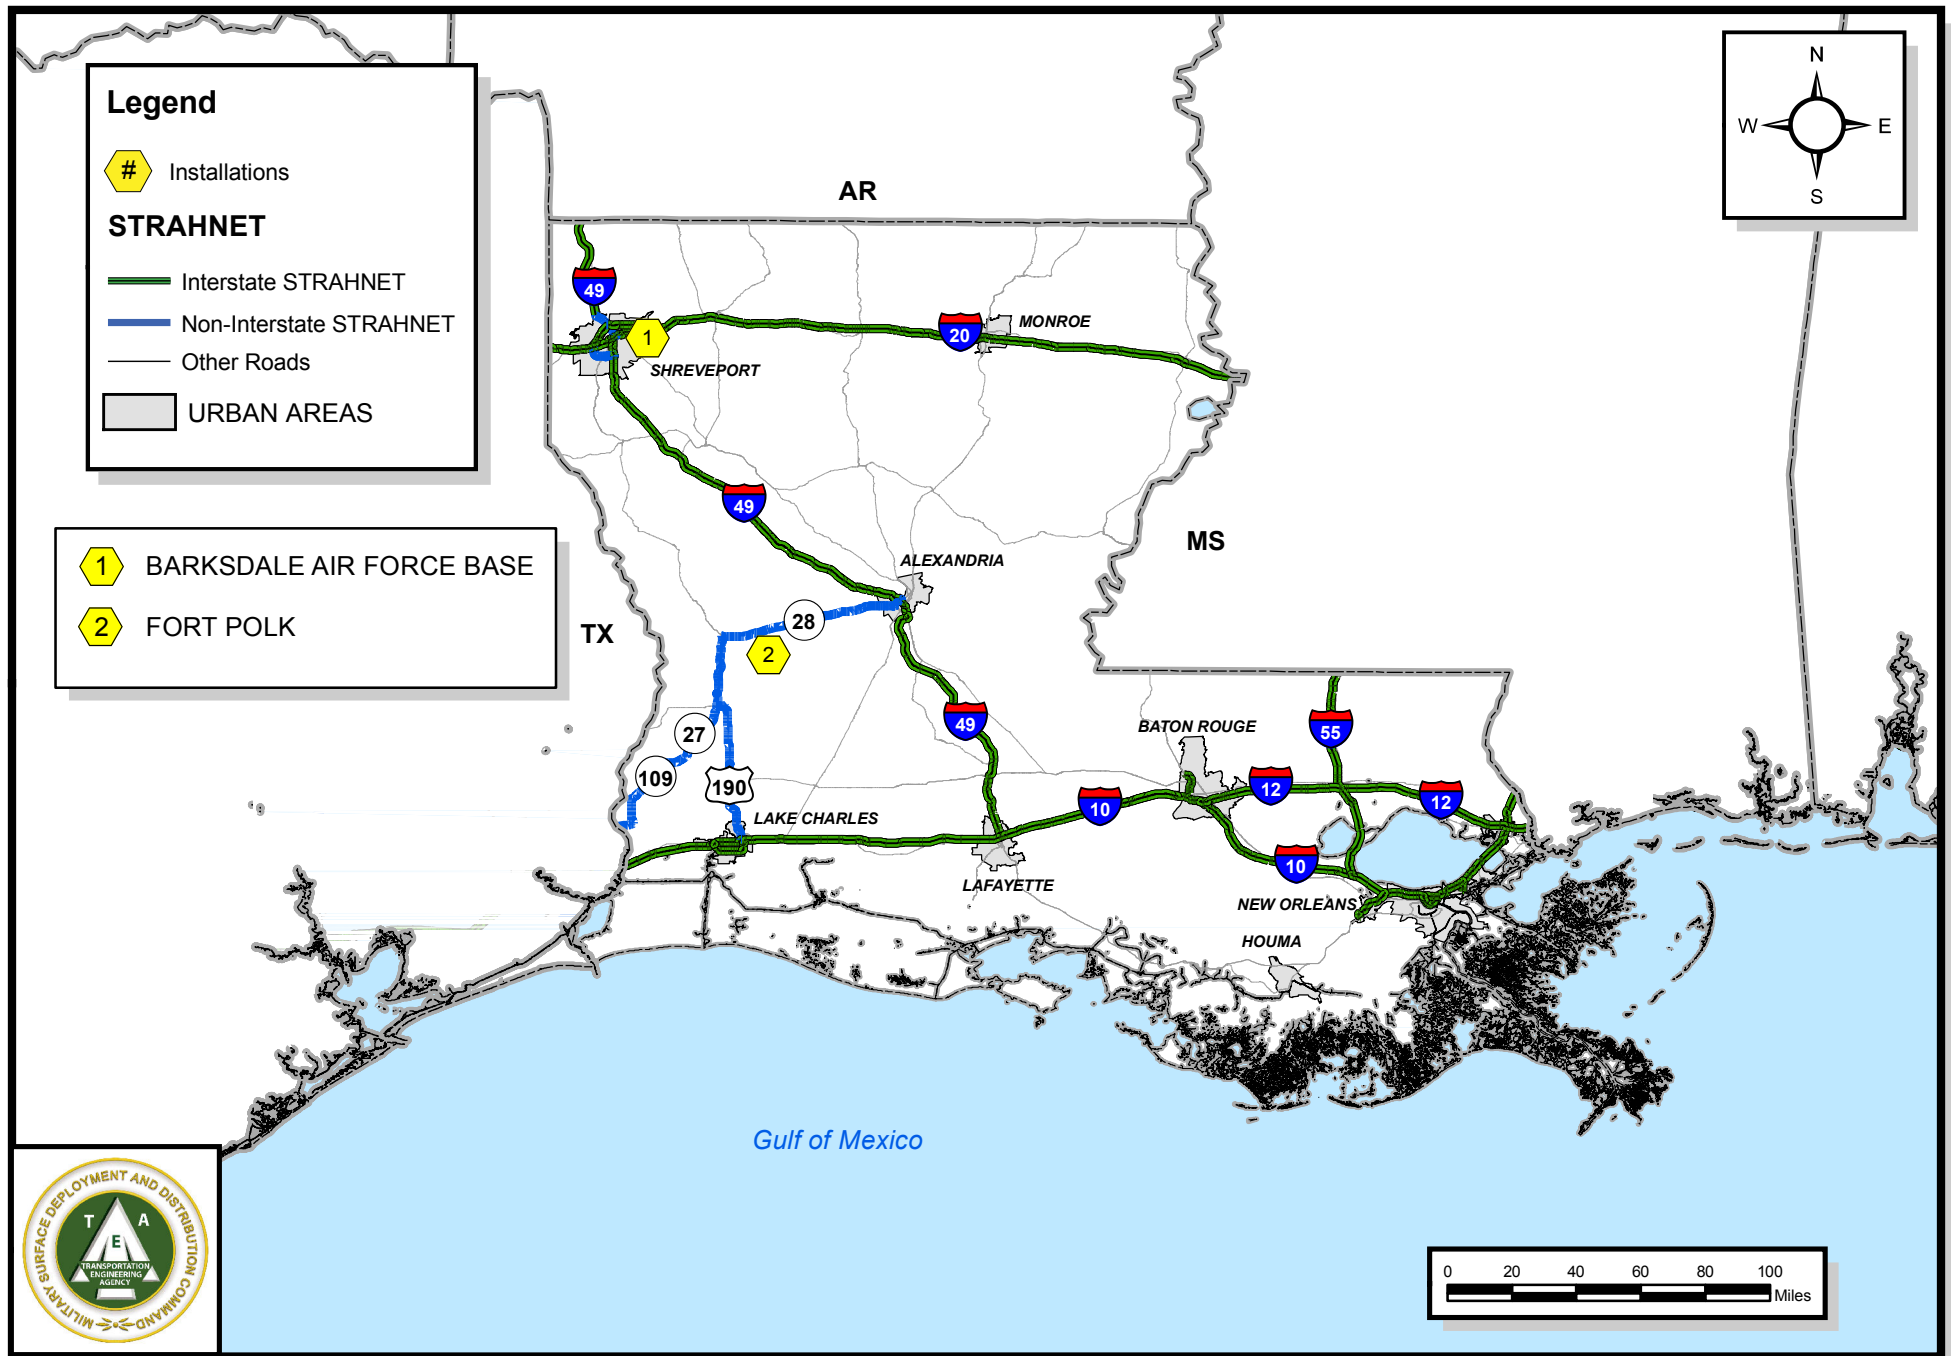 Legend
# Installations
STRAHNET
Interstate STRAHNET
Non-Interstate STRAHNET
Other Roads
URBAN AREAS
1 BARKSDALE AIR FORCE BASE
2 FORT POLK
N
W E
S
AR
49
1
20
MONROE
SHREVEPORT
49
MS
ALEXANDRIA
28
TX
2
49
27
BATON ROUGE
55
109
190
12
12
10
LAKE CHARLES
10
LAFAYETTE
NEW ORLEANS
HOUMA
Gulf of Mexico
MILITARY SURFACE DEPLOYMENT AND DISTRIBUTION COMMAND
T A
E
TRANSPORTATION
ENGINEERING
AGENCY
0 20 40 60 80 100
Miles